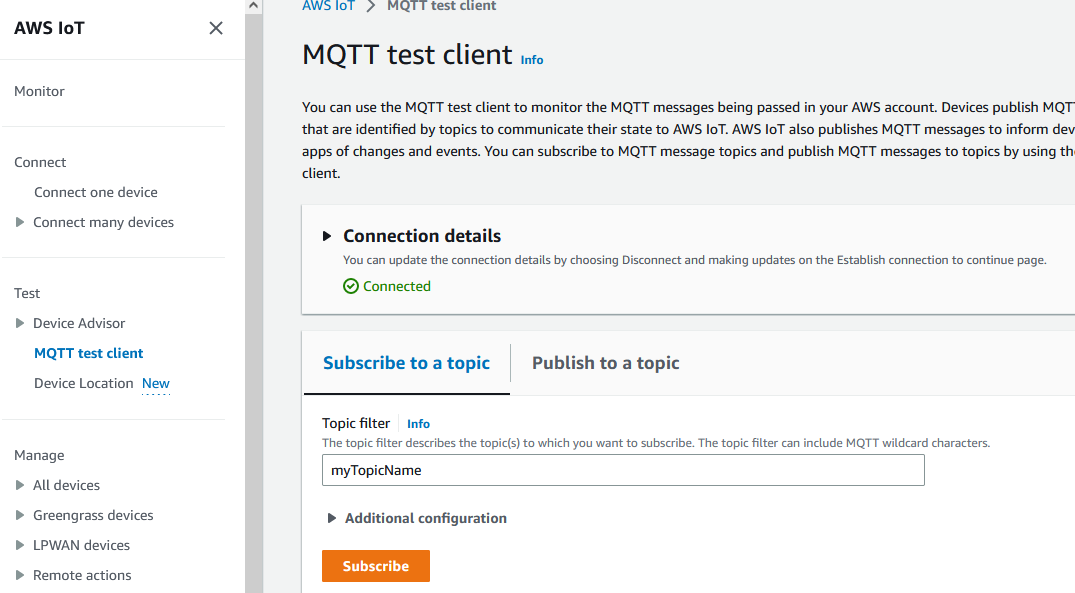 AWS IoT
Monitor
Connect
Connect one device
Connect many devices
Test
Device Advisor
MQTT test client
Device Location New
Manage
All devices
Greengrass devices
LPWAN devices
Remote actions
AWS IoT > MQTT test client
MQTT test client Info
You can use the MQTT test client to monitor the MQTT messages being passed in your AWS account. Devices publish MQTT
that are identified by topics to communicate their state to AWS IoT. AWS IoT also publishes MQTT messages to inform
apps of changes and events. You can subscribe to MQTT message topics and publish MQTT messages to topics by using
client.
Connection details
You can update the connection details by choosing Disconnect and making updates on the Establish connection to continue page.
Connected
Subscribe to a topic Publish to a topic
Topic filter Info
The topic filter describes the topic(s) to which you want to subscribe. The topic filter can include MQTT wildcard characters.
myTopicName
Additional configuration
Subscribe